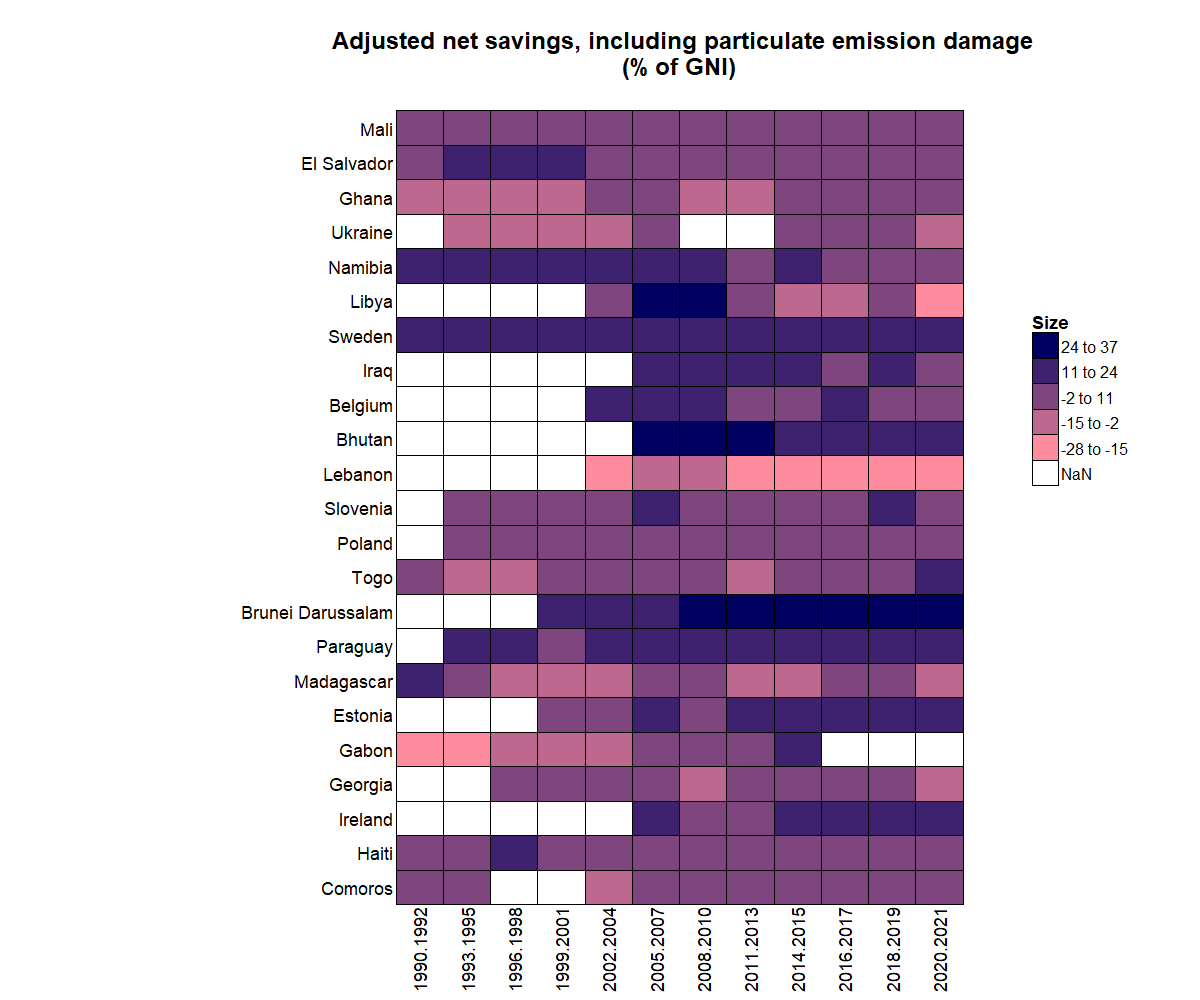 Adjusted net savings, including particulate emission damage
(% of GNI)
Mali
El Salvador
Ghana
Ukraine
Namibia
Libya
Sweden
Iraq
Belgium
Bhutan
Lebanon
Slovenia
Poland
Togo
Brunei Darussalam
Paraguay
Madagascar
Estonia
Gabon
Georgia
Ireland
Haiti
Comoros
1990.1992
1993.1995
1996.1998
1999.2001
2002.2004
2005.2007
2008.2010
2011.2013
2014.2015
2016.2017
2018.2019
2020.2021
Size
24 to 37
11 to 24
-2 to 11
-15 to -2
-28 to -15
NaN